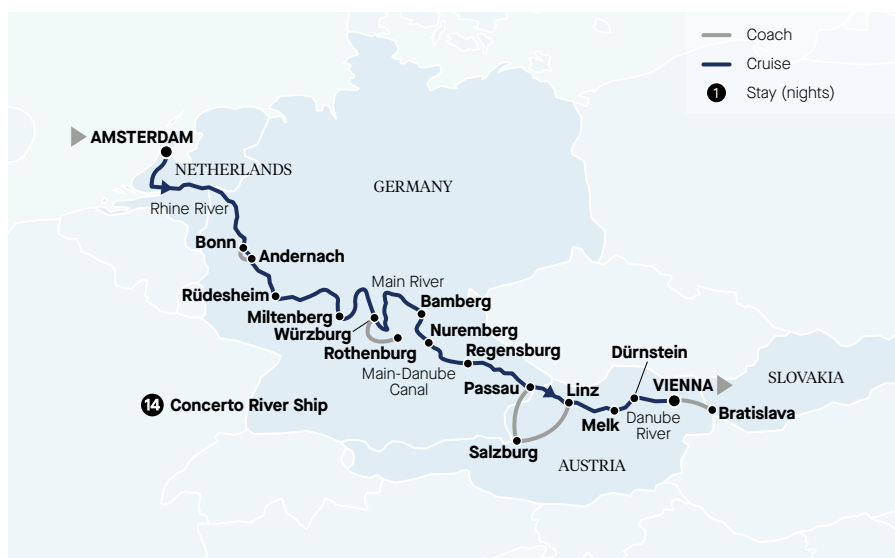 Coach
Cruise
1 Stay (nights)
AMSTERDAM
NETHERLANDS
GERMANY
Rhine River
Bonn
Andernach
Rüdesheim
Main River
Miltenberg
Würzburg
Bamberg
Nuremberg
Rothenburg
Regensburg
Main-Danube
Canal
Dürnstein
Passau
Linz
VIENNA
SLOVAKIA
14 Concerto River Ship
Melk
Danube
River
Bratislava
Salzburg
AUSTRIA